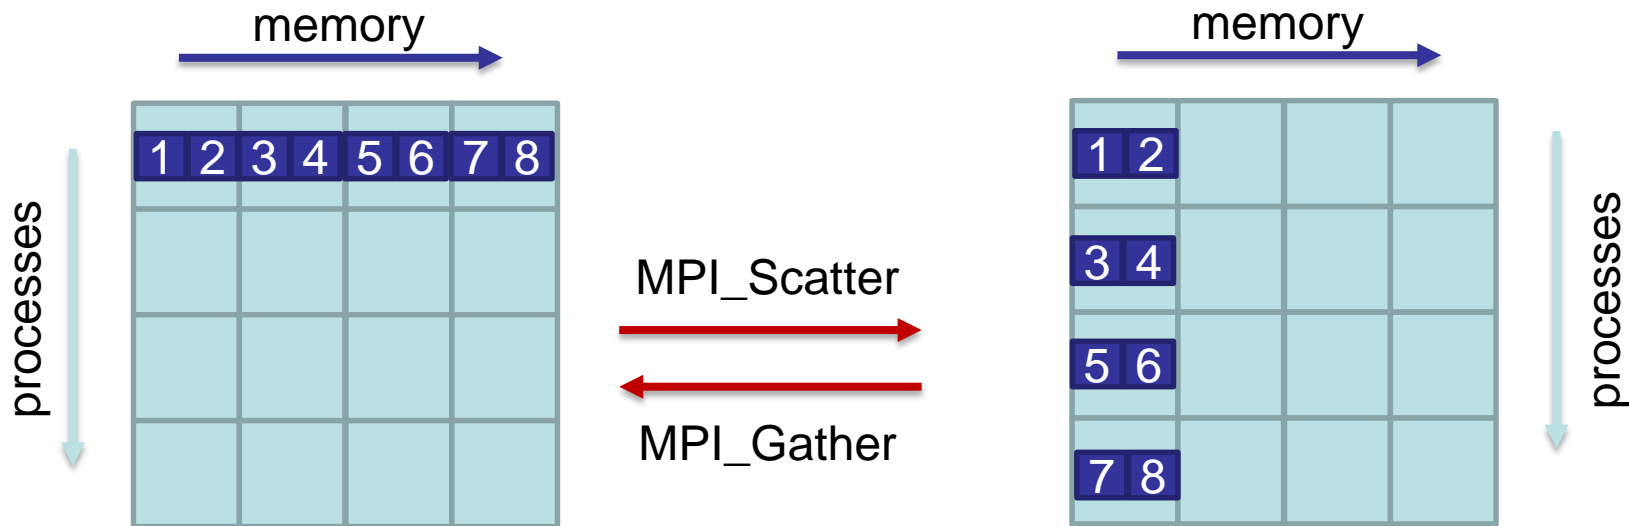 memory
memory
processes
1 2 3 4 5 6 7 8
1 2
3 4
5 6
7 8
processes
MPI_Scatter
MPI_Gather